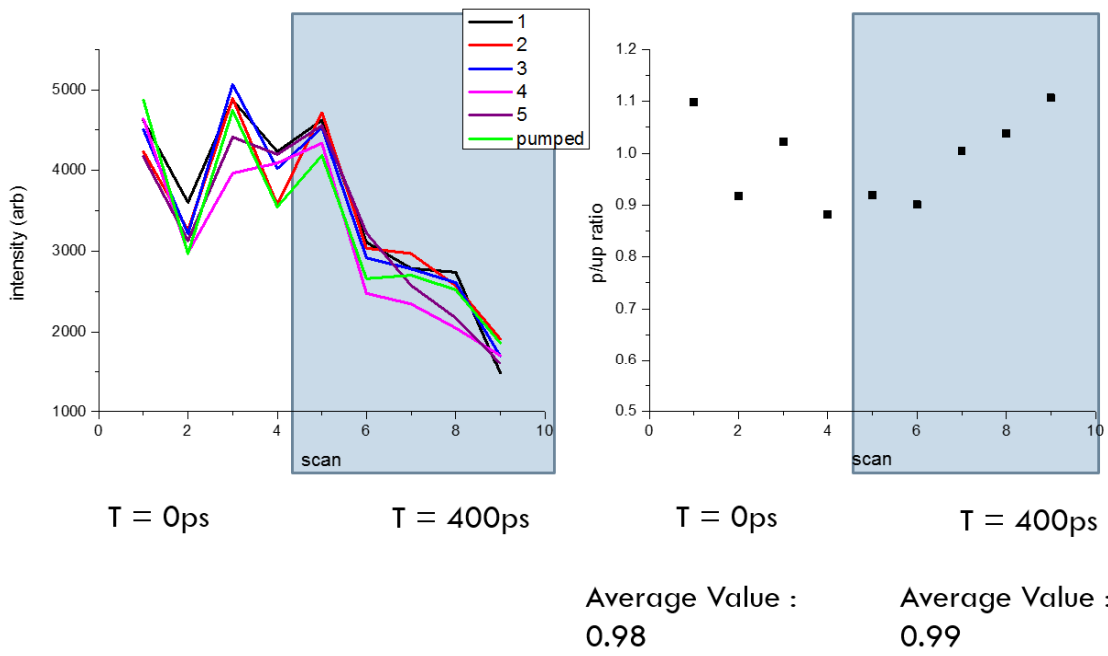 1
2
3
4
5
pumped
5000
4000
3000
2000
1000
intensity (arb)
0
2
4
6
8
10
scan
1.2
1.1
1.0
0.9
0.8
0.7
0.6
0.5
p/up ratio
0
2
4
6
8
10
scan
T = 0ps
T = 400ps
T = 0ps
T = 400ps
Average Value :
0.98
Average Value :
0.99